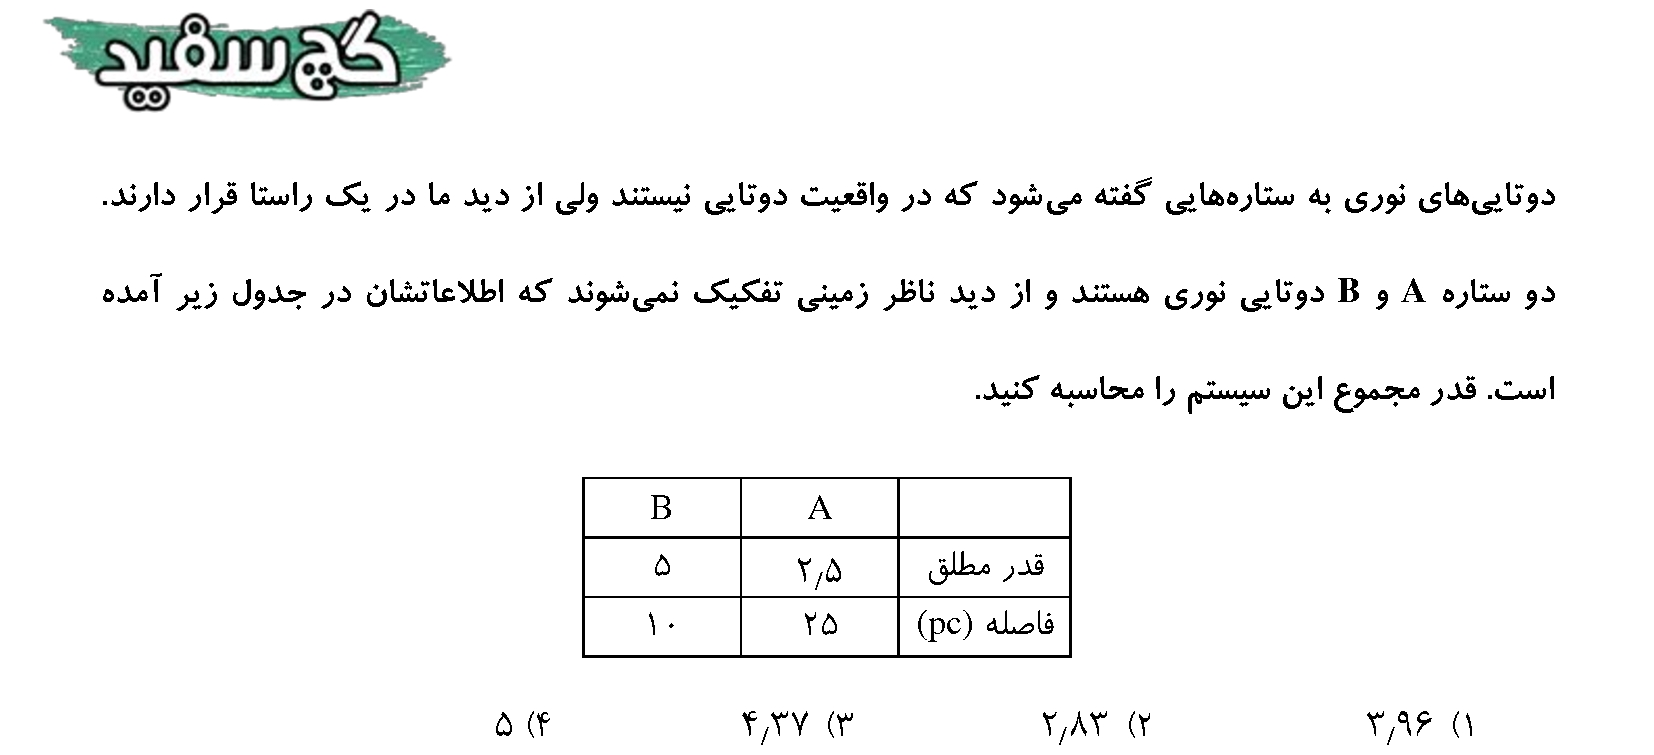 گچ سفید
دوتایی‌های نوری به ستاره‌هایی گفته می‌شود که در واقعیت دوتایی نیستند ولی از دید ما در یک راستا قرار دارند.
دو ستاره A و B دوتایی نوری هستند و از دید ناظر زمینی تفکیک نمی‌شوند که اطلاعاتشان در جدول زیر آمده
است. قدر مجموع این سیستم را محاسبه کنید.
A B
قدر مطلق ۲٫۵ ۵
فاصله (pc) ۲۵ ۱۰
۱) ۳٫۹۶ ۲) ۲٫۸۳ ۳) ۴٫۳۷ ۴) ۵